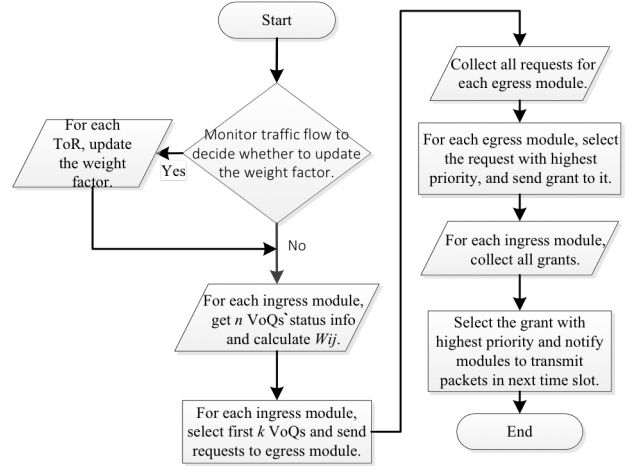 Start
Monitor traffic flow to
decide whether to update
the weight factor.
Yes
For each
ToR, update
the weight
factor.
No
For each ingress module,
get n VoQs`status info
and calculate Wij.
For each ingress module,
select first k VoQs and send
requests to egress module.
Collect all requests for
each egress module.
For each egress module, select
the request with highest
priority, and send grant to it.
For each ingress module,
collect all grants.
Select the grant with
highest priority and notify
modules to transmit
packets in next time slot.
End